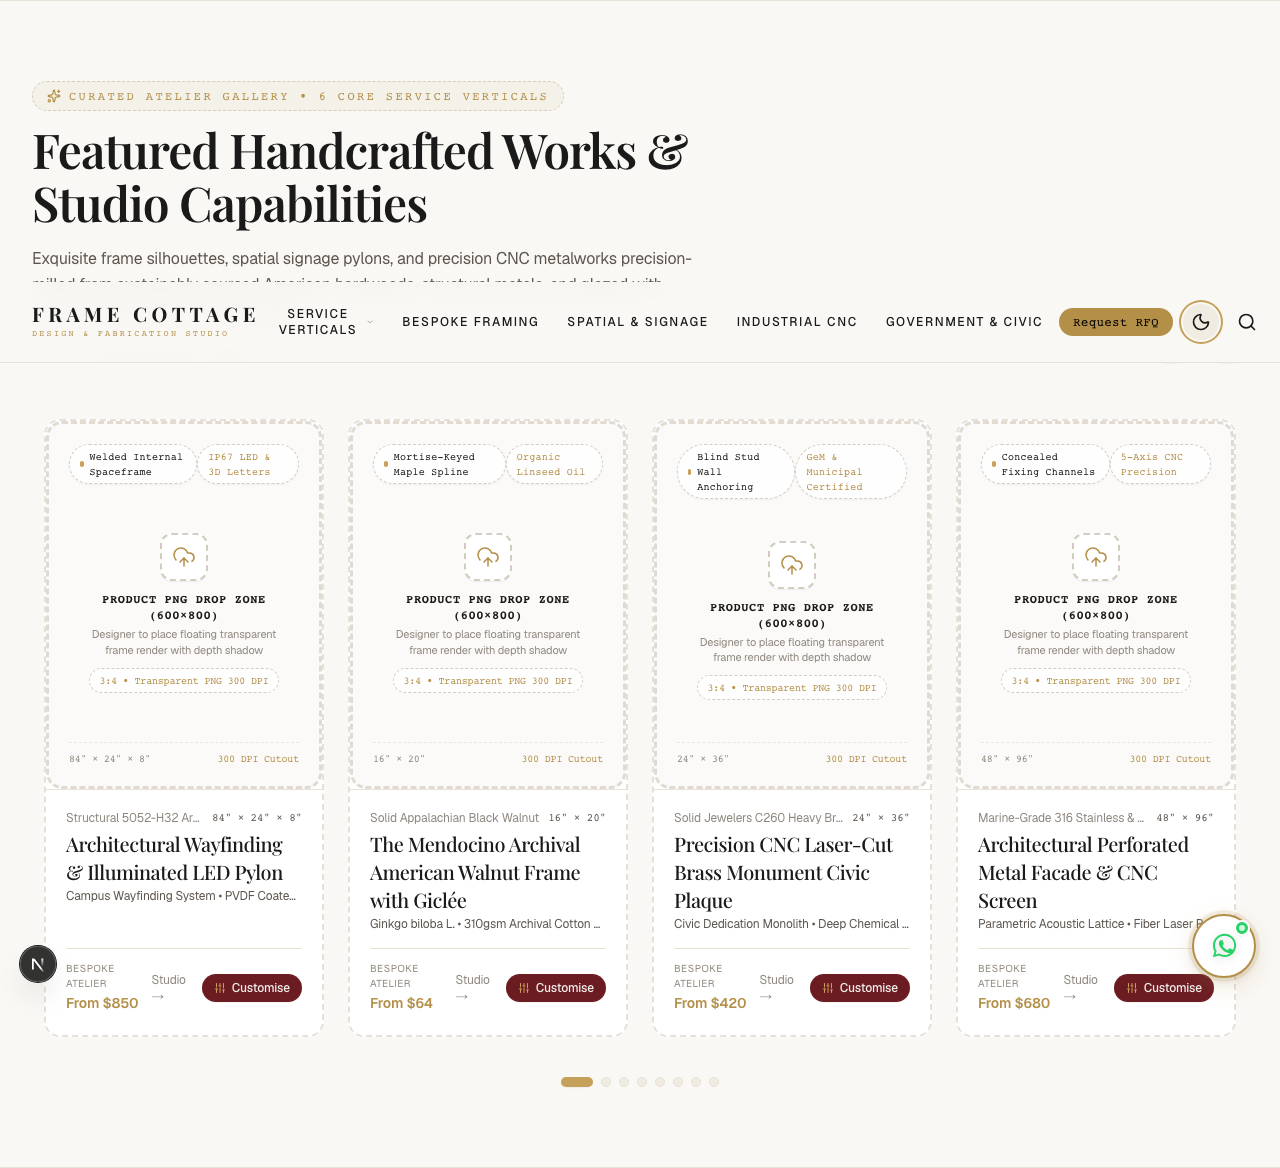 CURATED ATELIER GALLERY • 6 CORE SERVICE VERTICALS
Featured Handcrafted Works &
Studio Capabilities
Exquisite frame silhouettes, spatial signage pylons, and precision CNC metalworks precision-
milled from sustainably sourced American hardwoods, structural metals, and glazed with
FRAME COTTAGE
DESIGN & FABRICATION STUDIO
SERVICE
VERTICALS
BESPOKE FRAMING
SPATIAL & SIGNAGE
INDUSTRIAL CNC
GOVERNMENT & CIVIC
Request RFQ
Welded Internal
Spaceframe
IP67 LED &
3D Letters
PRODUCT PNG DROP ZONE
(600×800)
Designer to place floating transparent
frame render with depth shadow
3:4 • Transparent PNG 300 DPI
84" × 24" × 8"
300 DPI Cutout
Structural 5052-H32 Ar...
84" × 24" × 8"
Architectural Wayfinding
& Illuminated LED Pylon
Campus Wayfinding System • PVDF Coate...
BESPOKE
ATELIER
From $850
Studio
→
Customise
Mortise-Keyed
Maple Spline
Organic
Linseed Oil
PRODUCT PNG DROP ZONE
(600×800)
Designer to place floating transparent
frame render with depth shadow
3:4 • Transparent PNG 300 DPI
16" × 20"
300 DPI Cutout
Solid Appalachian Black Walnut
16" × 20"
The Mendocino Archival
American Walnut Frame
with Giclée
Ginkgo biloba L. • 310gsm Archival Cotton ...
BESPOKE
ATELIER
From $64
Studio
→
Customise
Blind Stud
Wall
Anchoring
GeM &
Municipal
Certified
PRODUCT PNG DROP ZONE
(600×800)
Designer to place floating transparent
frame render with depth shadow
3:4 • Transparent PNG 300 DPI
24" × 36"
300 DPI Cutout
Solid Jewelers C260 Heavy Br...
24" × 36"
Precision CNC Laser-Cut
Brass Monument Civic
Plaque
Civic Dedication Monolith • Deep Chemical ...
BESPOKE
ATELIER
From $420
Studio
→
Customise
Concealed
Fixing Channels
5-Axis CNC
Precision
PRODUCT PNG DROP ZONE
(600×800)
Designer to place floating transparent
frame render with depth shadow
3:4 • Transparent PNG 300 DPI
48" × 96"
300 DPI Cutout
Marine-Grade 316 Stainless & ...
48" × 96"
Architectural Perforated
Metal Facade & CNC
Screen
Parametric Acoustic Lattice • Fiber Laser
BESPOKE
ATELIER
From $680
Studio
→
Customise
N